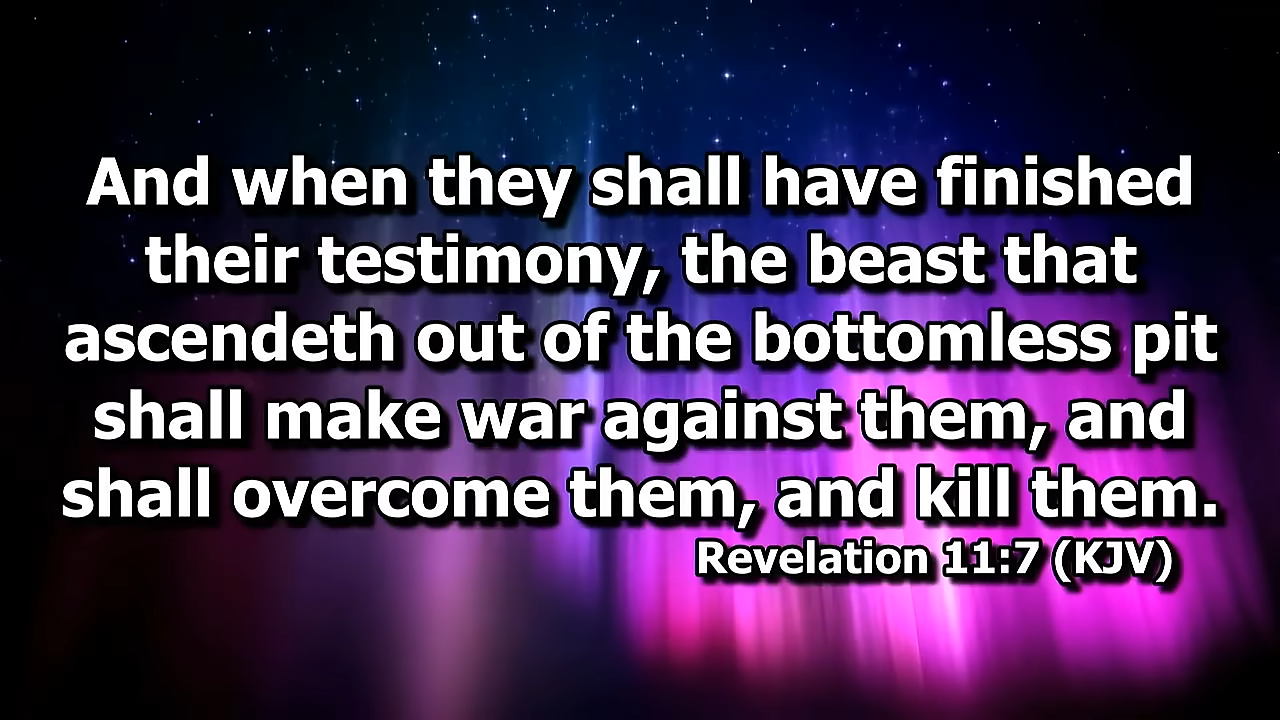 And when they shall have finished
their testimony, the beast that
ascendeth out of the bottomless pit
shall make war against them, and
shall overcome them, and kill them.
Revelation 11:7 (KJV)